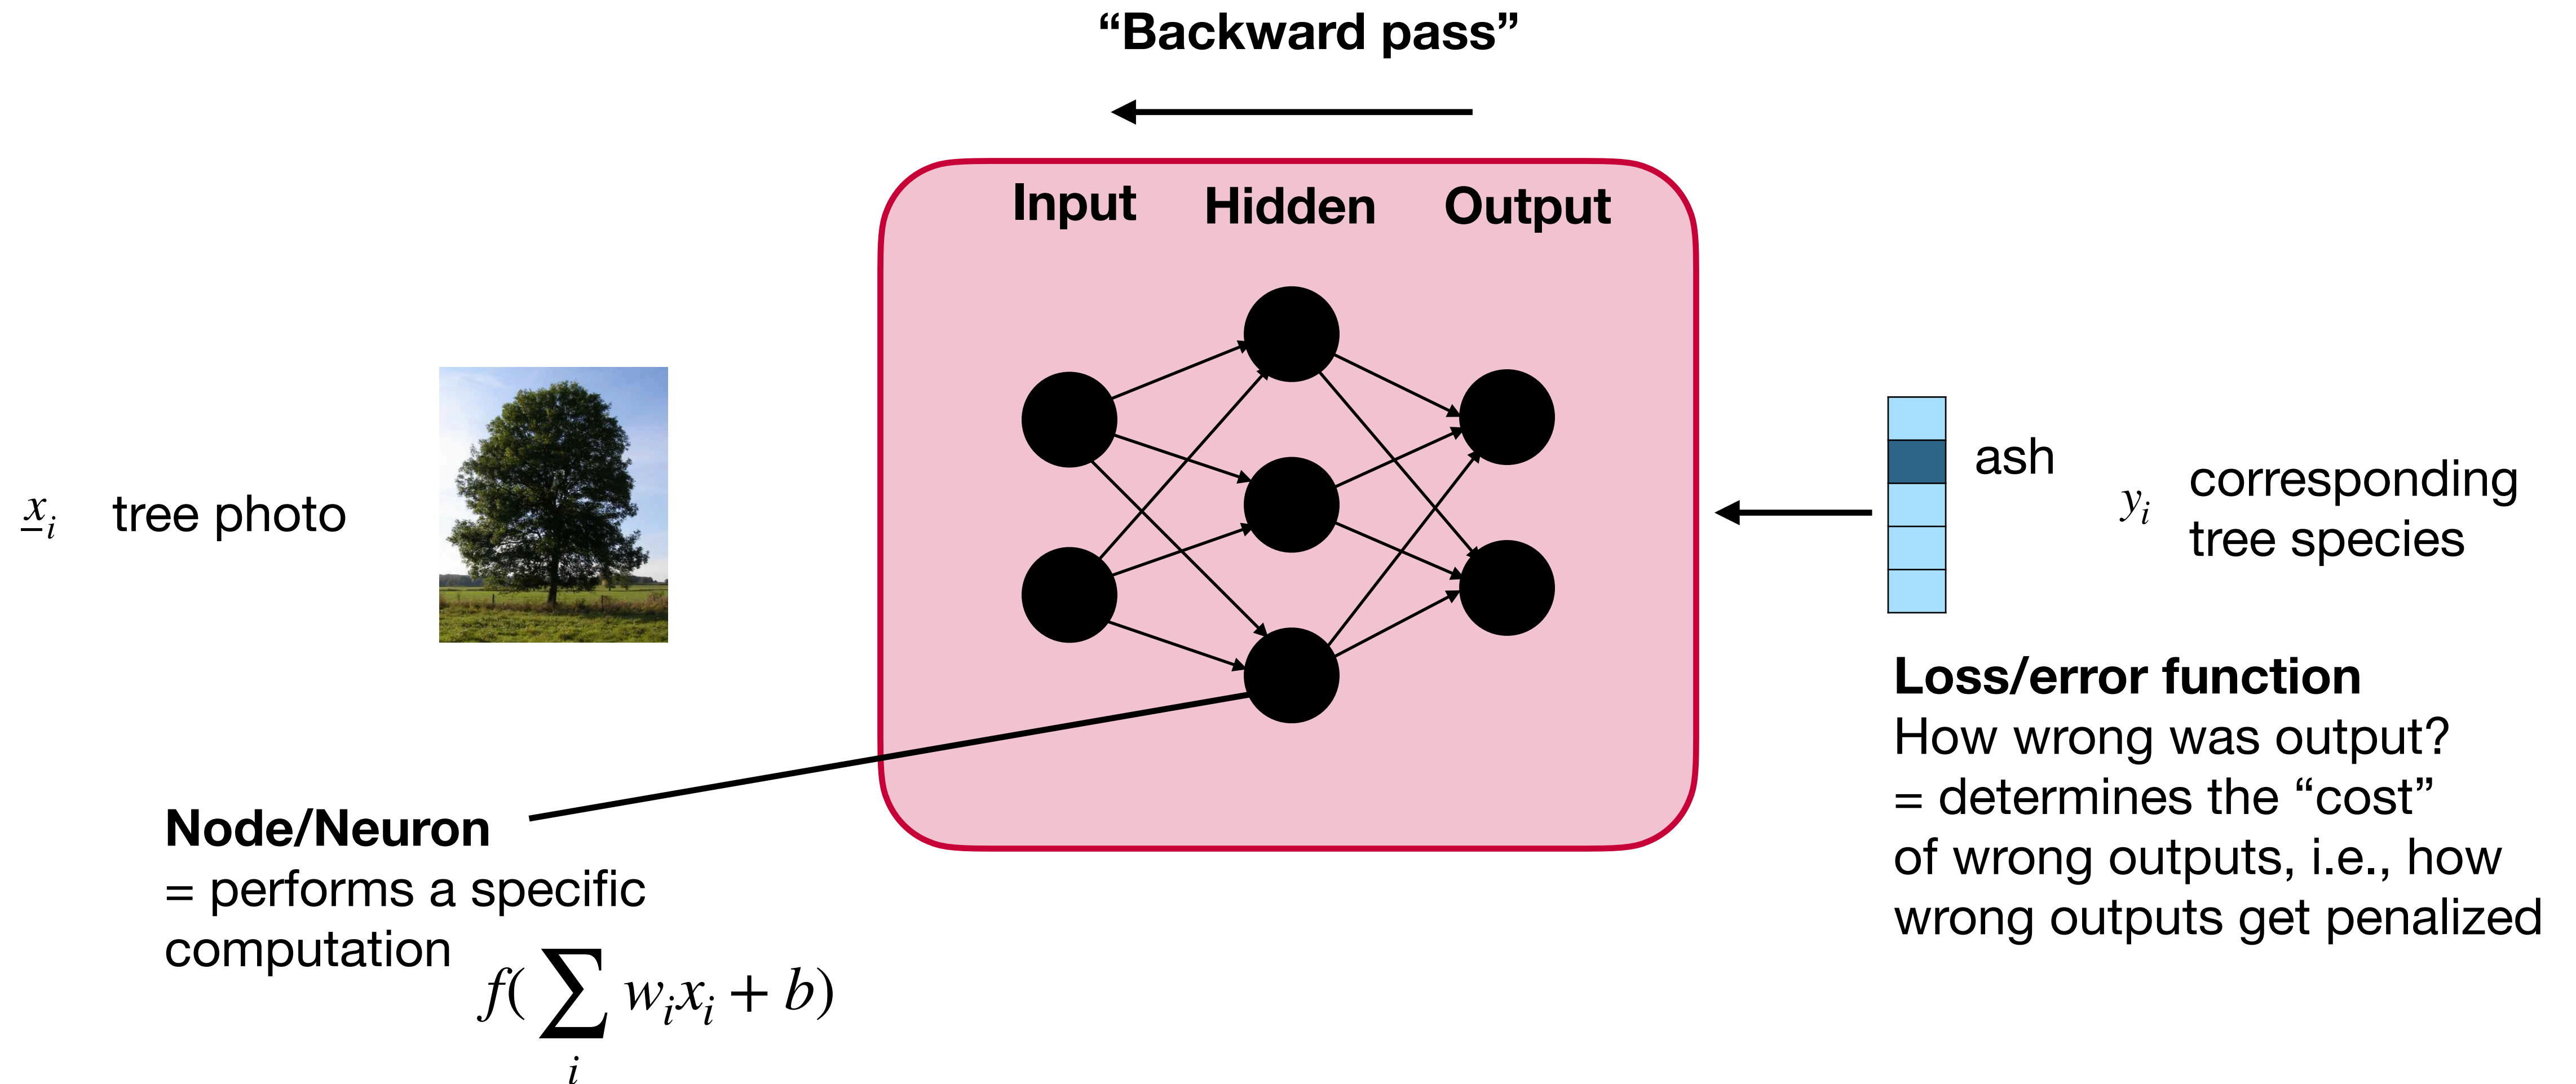 “Backward pass”
Input Hidden Output
x_i tree photo
ash
y_i corresponding
tree species
Node/Neuron
= performs a specific
computation
f(∑_i w_i x_i + b)
Loss/error function
How wrong was output?
= determines the “cost”
of wrong outputs, i.e., how
wrong outputs get penalized